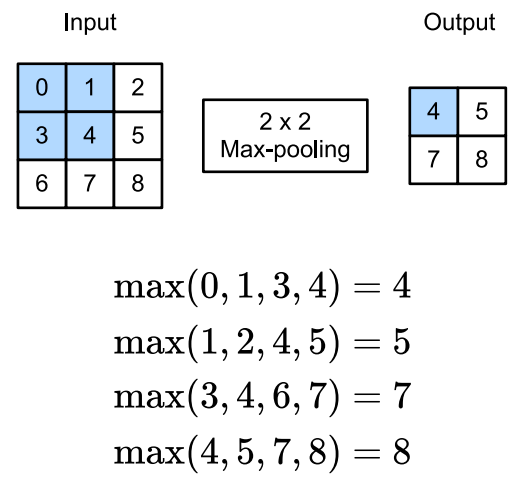 Input Output
0 1 2
3 4 5
6 7 8
2 x 2
Max-pooling
4 5
7 8
max(0, 1, 3, 4) = 4
max(1, 2, 4, 5) = 5
max(3, 4, 6, 7) = 7
max(4, 5, 7, 8) = 8